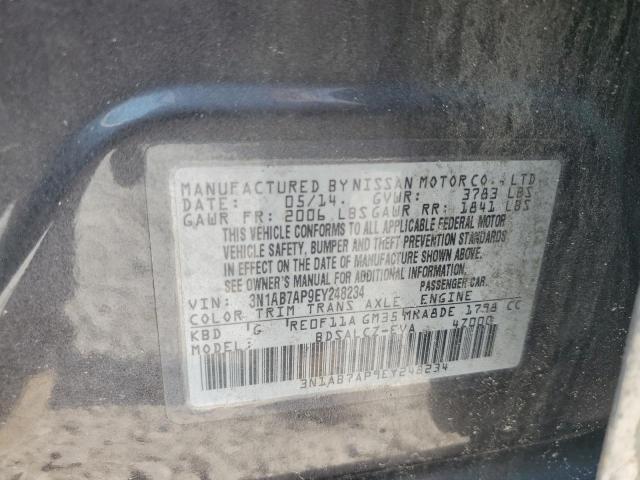 MANUFACTURED BY NISSAN MOTOR CO., LTD.
DATE: 05/14. GVWR: 3783 LBS
GAWR FR: 2006 LBS GAWR RR: 1841 LBS
THIS VEHICLE CONFORMS TO ALL APPLICABLE FEDERAL MOTOR
VEHICLE SAFETY, BUMPER AND THEFT PREVENTION STANDARDS
IN EFFECT ON THE DATE OF MANUFACTURE SHOWN ABOVE.
SEE OWNER'S MANUAL FOR ADDITIONAL INFORMATION.
VIN: 3N1AB7AP9EY248234 PASSENGER CAR.
COLOR TRIM TRANS AXLE ENGINE
KBD G RE0F11A GM35 MRA8DE 1798 CC
MODEL: BDSALCZ-EVA 47000
3N1AB7AP9EY248234